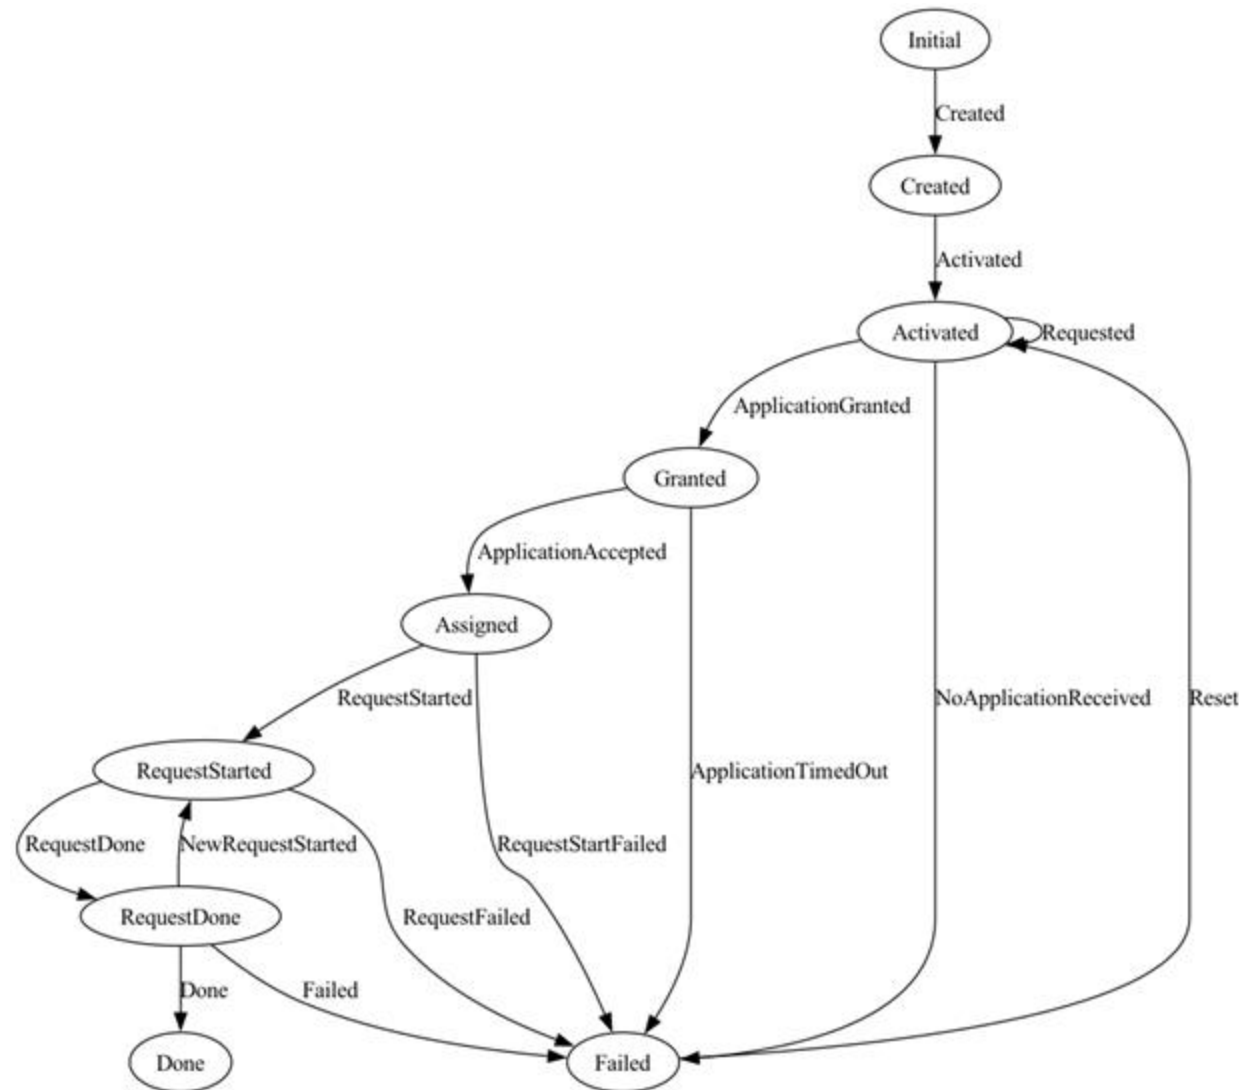 Initial
Created
Created
Activated
Activated
Requested
ApplicationGranted
Granted
ApplicationAccepted
Assigned
RequestStarted
NoApplicationReceived
Reset
RequestStarted
ApplicationTimedOut
RequestDone
NewRequestStarted
RequestStartFailed
RequestDone
RequestFailed
Done
Failed
Done
Failed